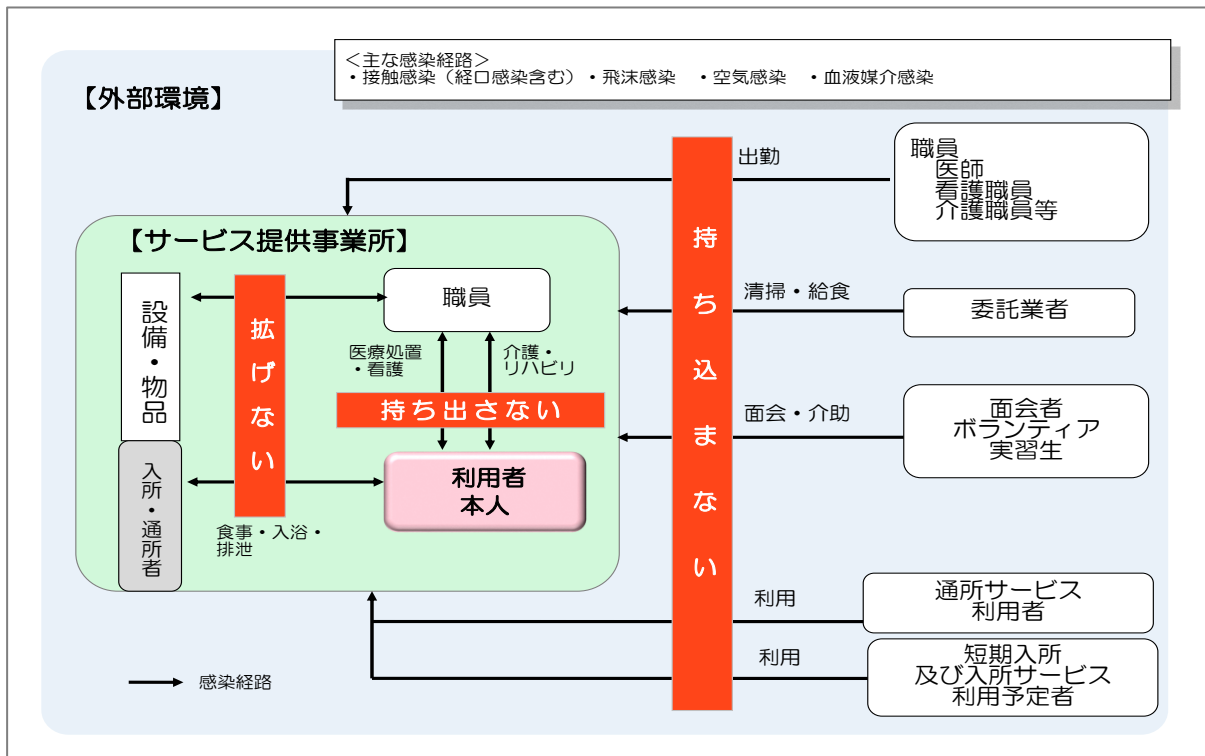 <主な感染経路>
・接触感染（経口感染含む）・飛沫感染　・空気感染　・血液媒介感染
【外部環境】
出勤
職員
医師
看護職員
介護職員等
【サービス提供事業所】
持ち込まない
設備・物品
拡げない
職員
清掃・給食
委託業者
医療処置
・看護
介護・
リハビリ
持ち出さない
面会・介助
面会者
ボランティア
実習生
入所・通所者
利用者
本人
食事・入浴・
排泄
利用
通所サービス
利用者
利用
短期入所
及び入所サービス
利用予定者
感染経路